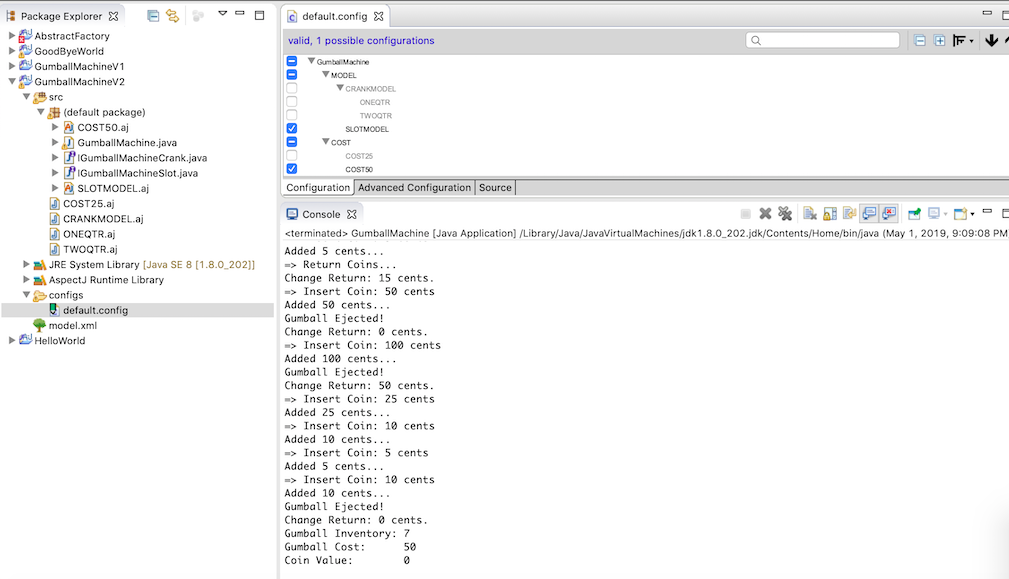 Package Explorer
AbstractFactory
GoodByeWorld
GumballMachineV1
GumballMachineV2
src
(default package)
COST50.aj
GumballMachine.java
IGumballMachineCrank.java
IGumballMachineSlot.java
SLOTMODEL.aj
COST25.aj
CRANKMODEL.aj
ONEQTR.aj
TWOQTR.aj
JRE System Library [Java SE 8 [1.8.0_202]]
AspectJ Runtime Library
configs
default.config
model.xml
HelloWorld
default.config
valid, 1 possible configurations
GumballMachine
MODEL
CRANKMODEL
ONEQTR
TWOQTR
SLOTMODEL
COST
COST25
COST50
Configuration Advanced Configuration Source
Console
<terminated> GumballMachine [Java Application] /Library/Java/JavaVirtualMachines/jdk1.8.0_202.jdk/Contents/Home/bin/java (May 1, 2019, 9:09:08 PM)
Added 5 cents...
=> Return Coins...
Change Return: 15 cents.
=> Insert Coin: 50 cents
Added 50 cents...
Gumball Ejected!
Change Return: 0 cents.
=> Insert Coin: 100 cents
Added 100 cents...
Gumball Ejected!
Change Return: 50 cents.
=> Insert Coin: 25 cents
Added 25 cents...
=> Insert Coin: 10 cents
Added 10 cents...
=> Insert Coin: 5 cents
Added 5 cents...
=> Insert Coin: 10 cents
Added 10 cents...
Gumball Ejected!
Change Return: 0 cents.
Gumball Inventory: 7
Gumball Cost: 50
Coin Value: 0